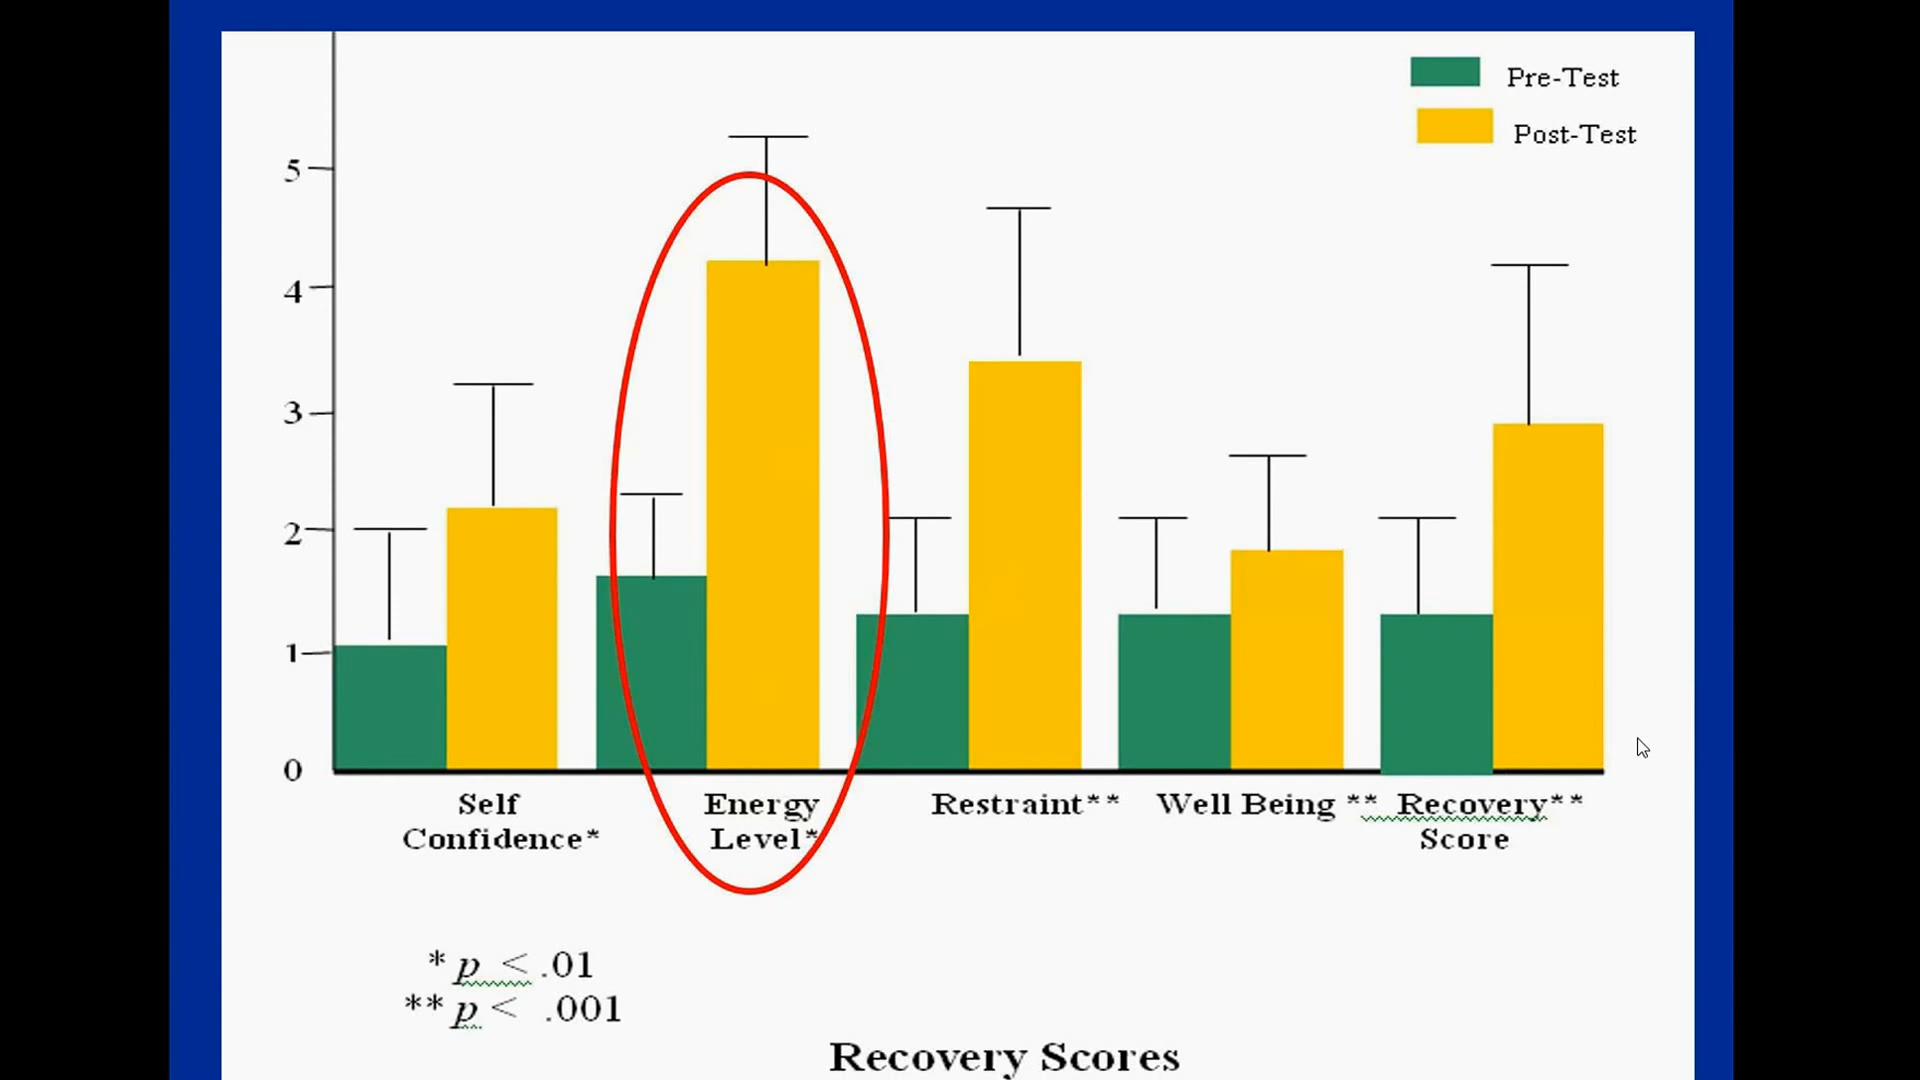 Pre-Test
Post-Test
5
4
3
2
1
0
Self
Confidence*
Energy
Level*
Restraint**
Well Being **
Recovery**
Score
* p < .01
** p < .001
Recovery Scores